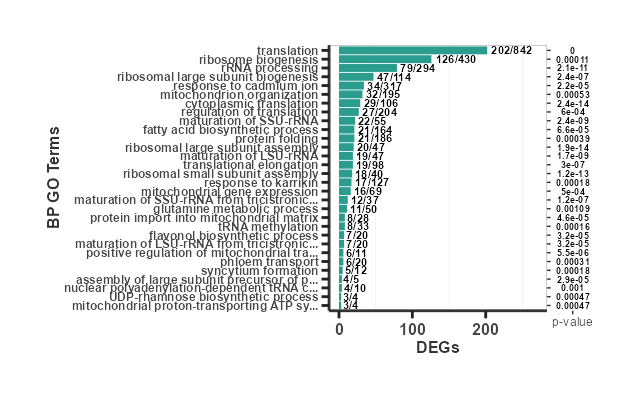 translation 202/842 0
ribosome biogenesis 126/430 0.00011
rRNA processing 79/294 2.1e-11
ribosomal large subunit biogenesis 47/114 2.4e-07
response to cadmium ion 34/317 2.2e-05
mitochondrion organization 32/195 0.00053
cytoplasmic translation 29/106 2.4e-14
regulation of translation 27/204 6e-04
maturation of SSU-rRNA 22/55 2.4e-09
fatty acid biosynthetic process 21/164 6.6e-05
protein folding 21/186 0.00039
ribosomal large subunit assembly 20/47 1.9e-14
maturation of LSU-rRNA 19/47 1.7e-09
translational elongation 19/98 3e-07
ribosomal small subunit assembly 18/40 1.2e-13
response to karrikin 17/127 0.00018
mitochondrial gene expression 16/69 5e-04
maturation of SSU-rRNA from tricistronic... 12/37 1.2e-07
glutamine metabolic process 11/50 0.00109
protein import into mitochondrial matrix 8/28 4.6e-05
tRNA methylation 8/33 0.00016
flavonol biosynthetic process 7/20 3.2e-05
maturation of LSU-rRNA from tricistronic... 7/20 3.2e-05
positive regulation of mitochondrial tra... 6/11 5.5e-06
phloem transport 6/20 0.00031
syncytium formation 5/12 0.00018
assembly of large subunit precursor of p... 4/5 2.9e-05
nuclear polyadenylation-dependent tRNA c... 4/10 0.001
UDP-rhamnose biosynthetic process 3/4 0.00047
mitochondrial proton-transporting ATP sy... 3/4 0.00047
BP GO Terms
0 100 200
p-value
DEGs